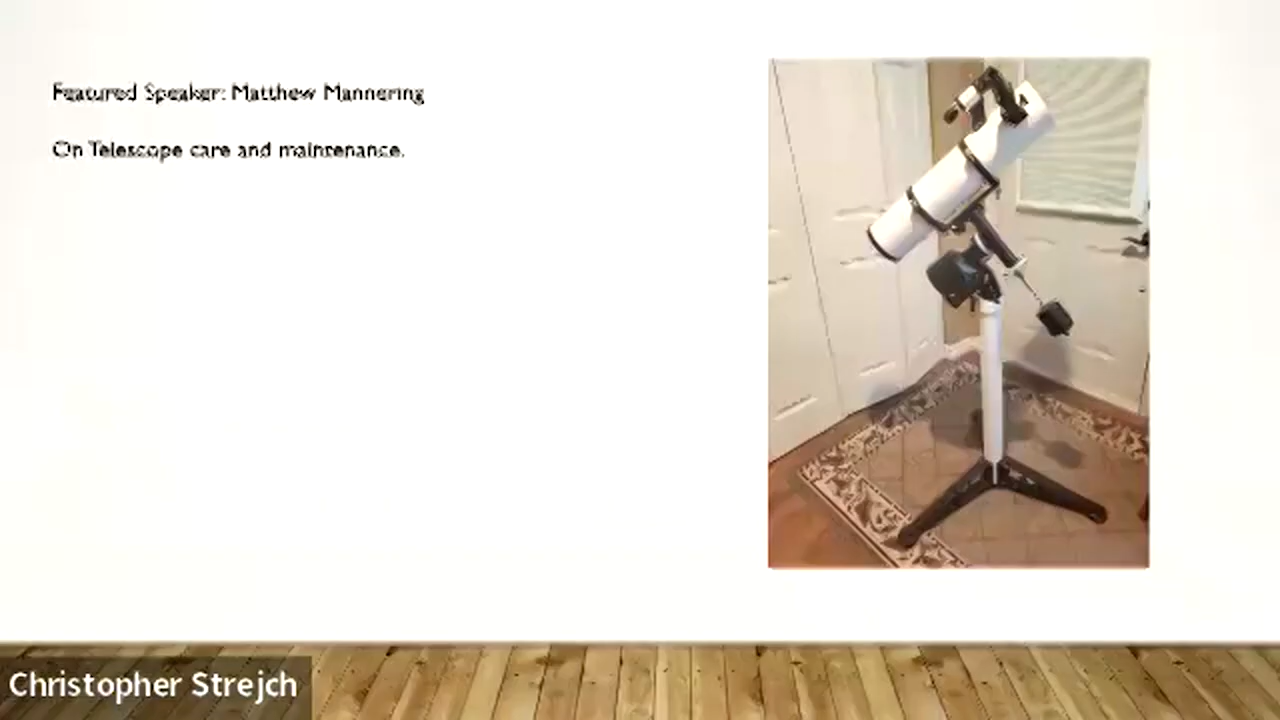 Featured Speaker: Matthew Mannering
On Telescope care and maintenance.
Christopher Strejch